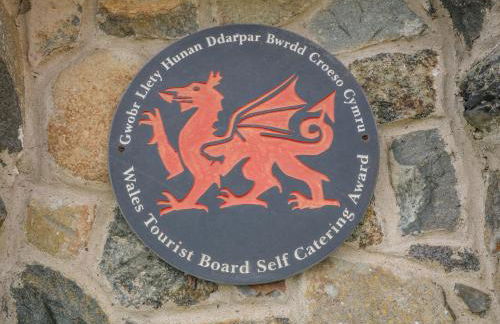 Gwobr Llety Hunan Ddarpar Bwrdd Croeso Cymru
Wales Tourist Board Self Catering Award